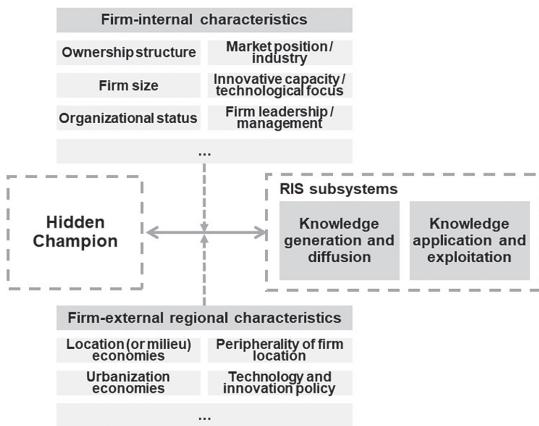 Firm-internal characteristics
Ownership structure
Market position /
industry
Firm size
Innovative capacity /
technological focus
Organizational status
Firm leadership /
management
...
Hidden
Champion
RIS subsystems
Knowledge
generation and
diffusion
Knowledge
application and
exploitation
Firm-external regional characteristics
Location (or milieu)
economies
Peripherality of firm
location
Urbanization
economies
Technology and
innovation policy
...